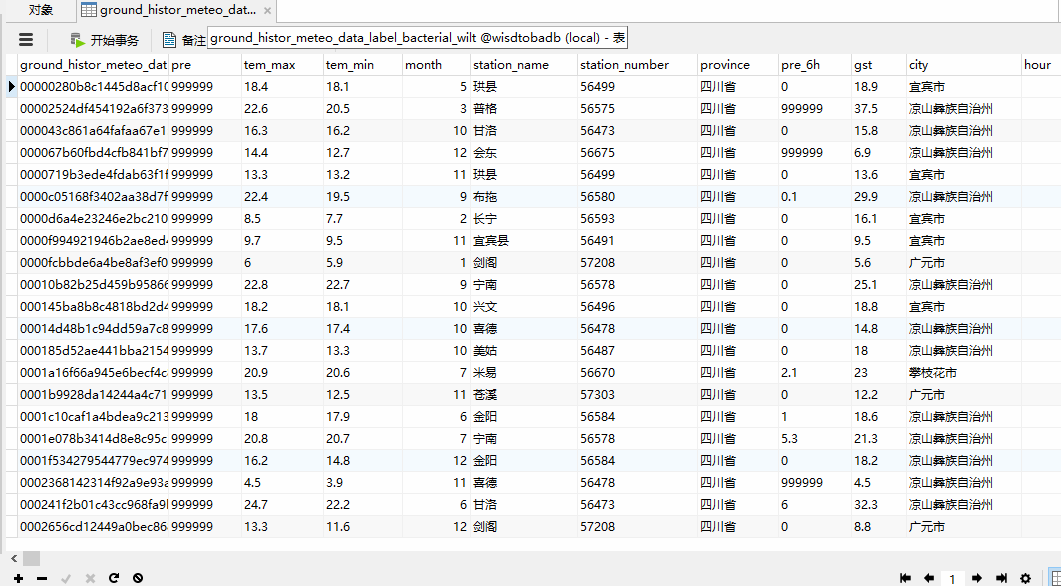 对象 ground_histor_meteo_dat...
开始事务 备注 ground_histor_meteo_data_label_bacterial_wilt @wisdtobadb (local) - 表
ground_histor_meteo_dat pre tem_max tem_min month station_name station_number province pre_6h gst city hour
00000280b8c1445d8acf10 999999 18.4 18.1 5 珙县 56499 四川省 0 18.9 宜宾市
00002524df454192a6f373 999999 22.6 20.5 3 普格 56575 四川省 999999 37.5 凉山彝族自治州
000043c861a64fafaa67e1 999999 16.3 16.2 10 甘洛 56473 四川省 0 15.8 凉山彝族自治州
000067b60fbd4cfb841bf7 999999 14.4 12.7 12 会东 56675 四川省 999999 6.9 凉山彝族自治州
0000719b3ede4fdab63f1f 999999 13.3 13.2 11 珙县 56499 四川省 0 13.6 宜宾市
0000c05168f3402aa38d7f 999999 22.4 19.5 9 布拖 56580 四川省 0.1 29.9 凉山彝族自治州
0000d6a4e23246e2bc210 999999 8.5 7.7 2 长宁 56593 四川省 0 16.1 宜宾市
0000f994921946b2ae8ed4 999999 9.7 9.5 11 宜宾县 56491 四川省 0 9.5 宜宾市
0000fcbbde6a4be8af3ef0 999999 6 5.9 1 剑阁 57208 四川省 0 5.6 广元市
00010b82b25d459b95866 999999 22.8 22.7 9 宁南 56578 四川省 0 25.1 凉山彝族自治州
000145ba8b8c4818bd2d4 999999 18.2 18.1 10 兴文 56496 四川省 0 18.8 宜宾市
00014d48b1c94dd59a7c8 999999 17.6 17.4 10 喜德 56478 四川省 0 14.8 凉山彝族自治州
000185d52ae441bba2154 999999 13.7 13.3 10 美姑 56487 四川省 0 18 凉山彝族自治州
0001a16f66a945e6becf4c 999999 20.9 20.6 7 米易 56670 四川省 2.1 23 攀枝花市
0001b9928da14244a4c71 999999 13.5 12.5 11 苍溪 57303 四川省 0 12.2 广元市
0001c10caf1a4bdea9c213 999999 18 17.9 6 金阳 56584 四川省 1 18.6 凉山彝族自治州
0001e078b3414d8e8c95c 999999 20.8 20.7 7 宁南 56578 四川省 5.3 21.3 凉山彝族自治州
0001f534279544779ec974 999999 16.2 14.8 12 金阳 56584 四川省 0 18.2 凉山彝族自治州
0002368142314f92a9e93a 999999 4.5 3.9 11 喜德 56478 四川省 999999 4.5 凉山彝族自治州
000241f2b01c43cc968fa9l 999999 24.7 22.2 6 甘洛 56473 四川省 6 32.3 凉山彝族自治州
0002656cd12449a0bec86 999999 13.3 11.6 12 剑阁 57208 四川省 0 8.8 广元市
1